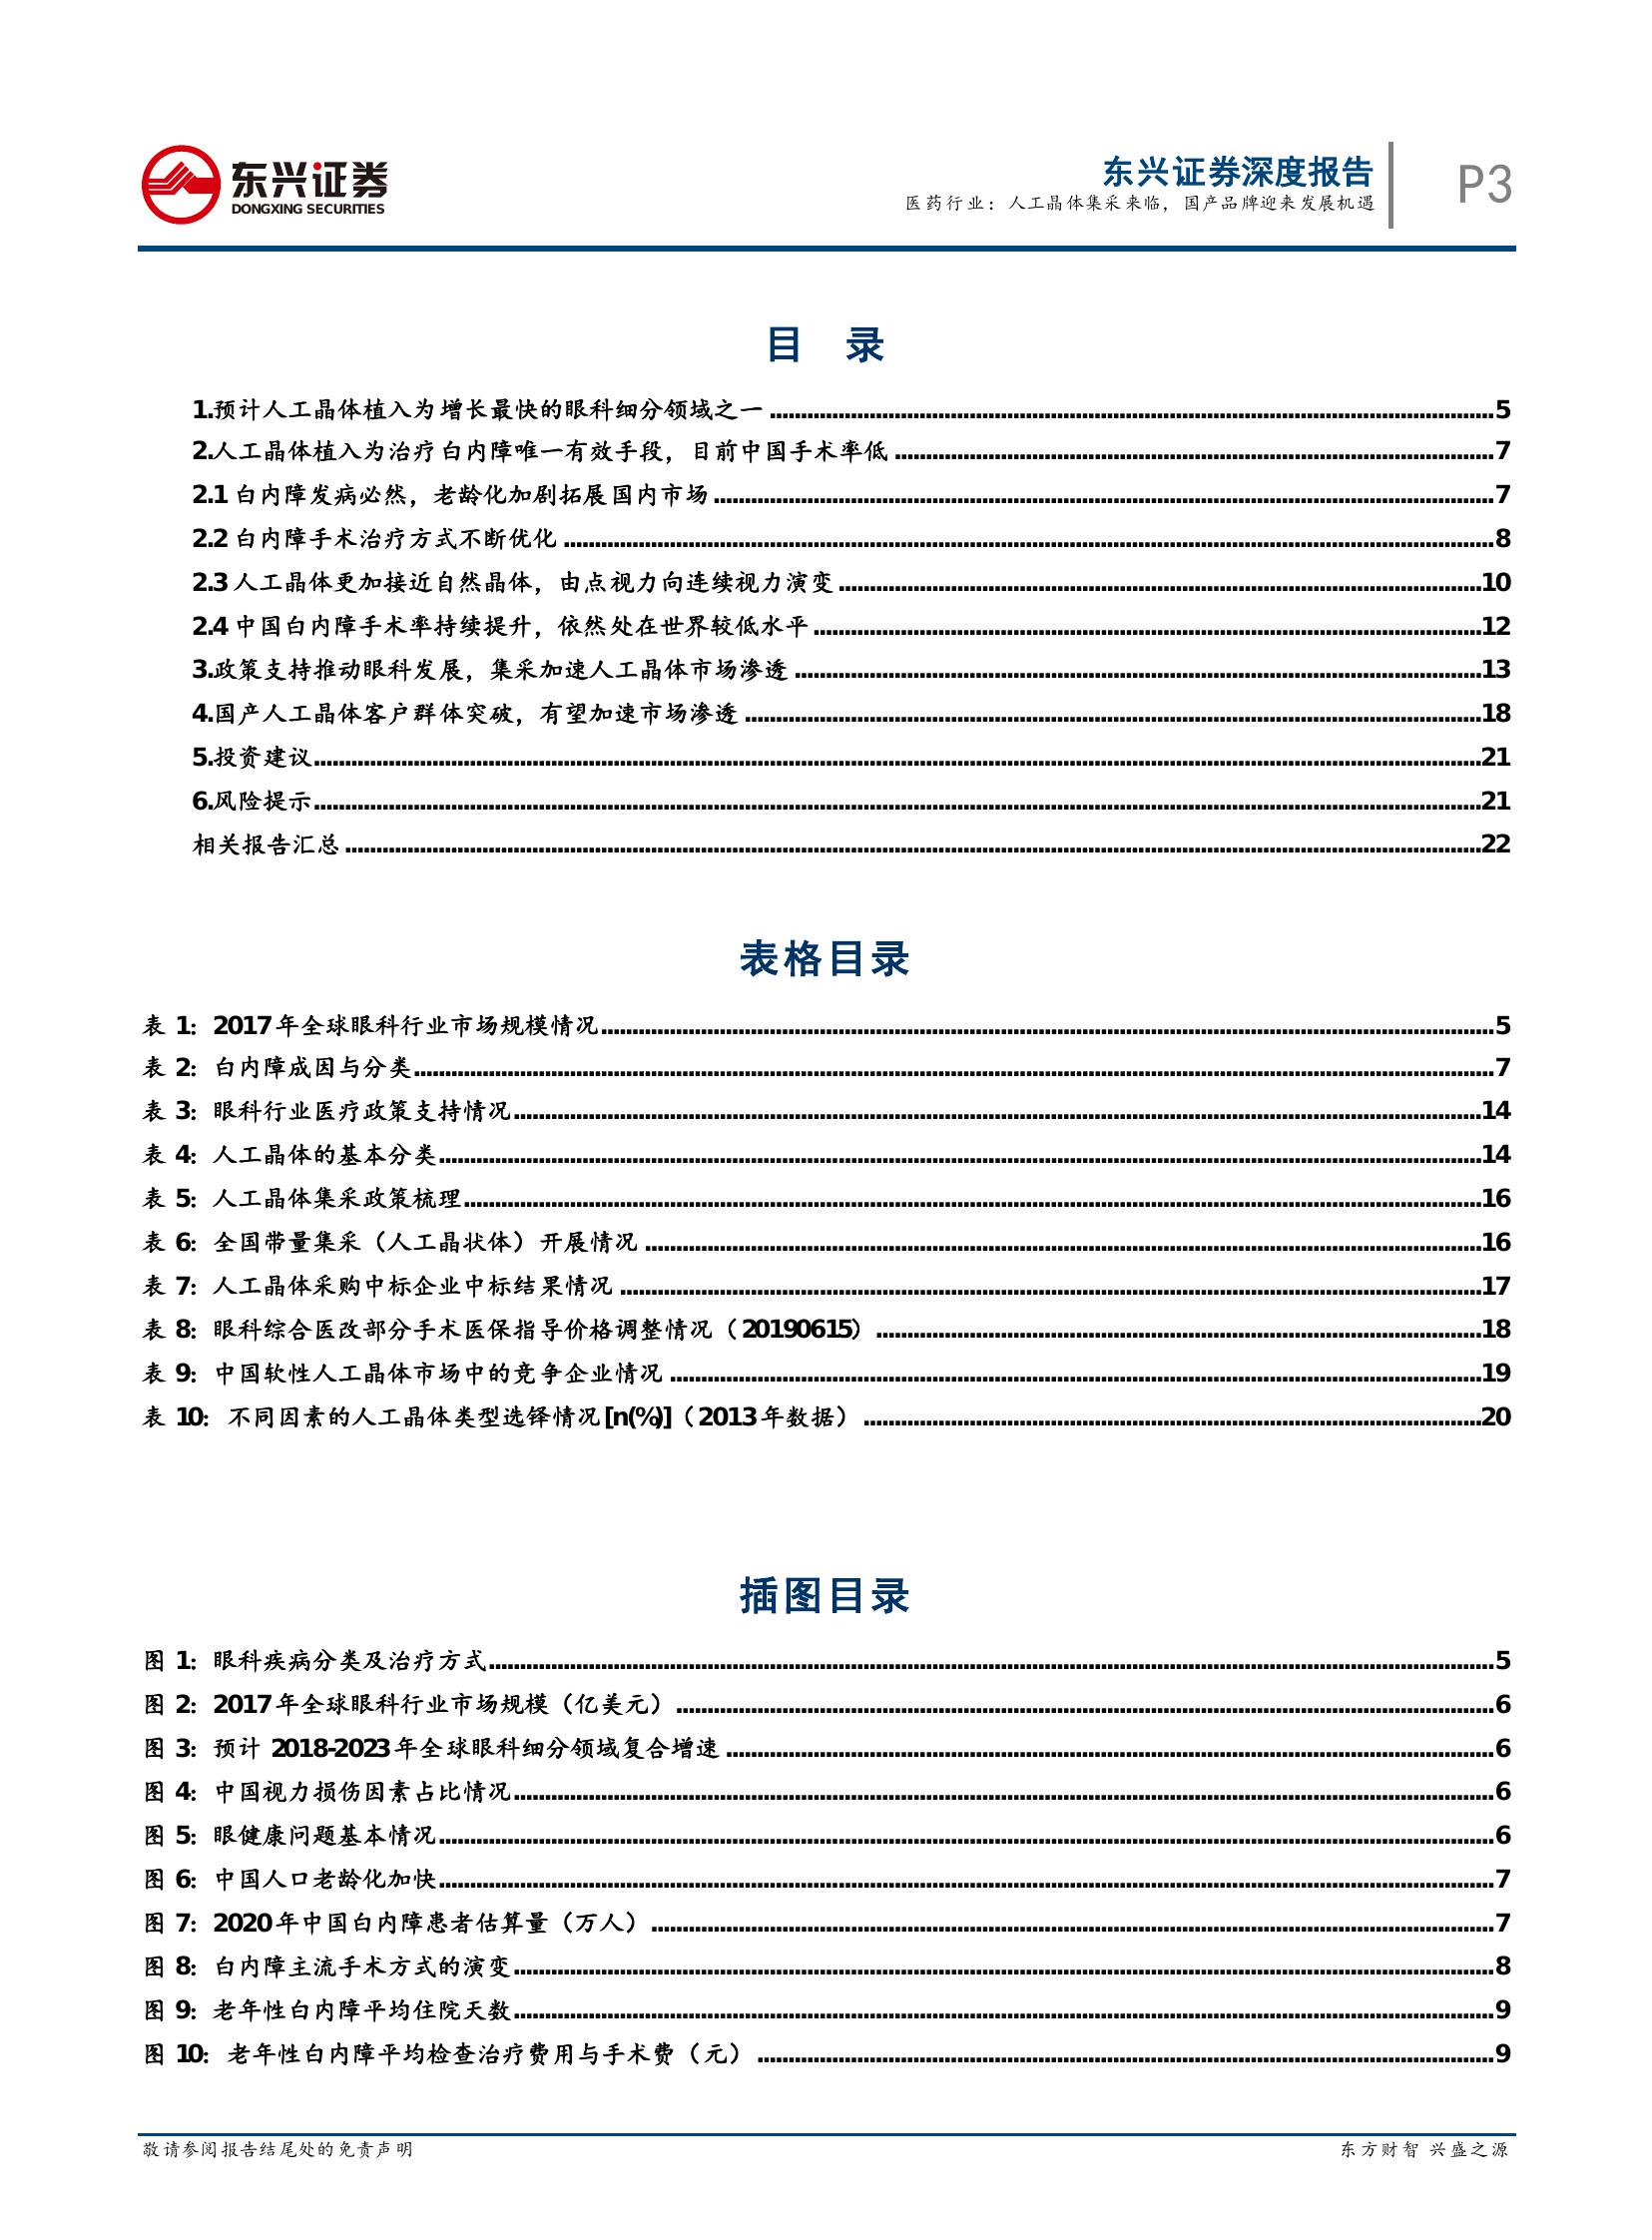 东兴证券
DONGXING SECURITIES
东兴证券深度报告
医药行业：人工晶体集采来临，国产品牌迎来发展机遇
P3
目 录
1.预计人工晶体植入为增长最快的眼科细分领域之一 5
2.人工晶体植入为治疗白内障唯一有效手段，目前中国手术率低 7
2.1 白内障发病必然，老龄化加剧拓展国内市场 7
2.2 白内障手术治疗方式不断优化 8
2.3 人工晶体更加接近自然晶体，由点视力向连续视力演变 10
2.4 中国白内障手术率持续提升，依然处在世界较低水平 12
3.政策支持推动眼科发展，集采加速人工晶体市场渗透 13
4.国产人工晶体客户群体突破，有望加速市场渗透 18
5.投资建议 21
6.风险提示 21
相关报告汇总 22
表格目录
表 1：2017 年全球眼科行业市场规模情况 5
表 2：白内障成因与分类 7
表 3：眼科行业医疗政策支持情况 14
表 4：人工晶体的基本分类 14
表 5：人工晶体集采政策梳理 16
表 6：全国带量集采（人工晶状体）开展情况 16
表 7：人工晶体采购中标企业中标结果情况 17
表 8：眼科综合医改部分手术医保指导价格调整情况（20190615） 18
表 9：中国软性人工晶体市场中的竞争企业情况 19
表 10：不同因素的人工晶体类型选择情况[n(%)]（2013 年数据） 20
插图目录
图 1：眼科疾病分类及治疗方式 5
图 2：2017 年全球眼科行业市场规模（亿美元） 6
图 3：预计 2018-2023 年全球眼科细分领域复合增速 6
图 4：中国视力损伤因素占比情况 6
图 5：眼健康问题基本情况 6
图 6：中国人口老龄化加快 7
图 7：2020 年中国白内障患者估算量（万人） 7
图 8：白内障主流手术方式的演变 8
图 9：老年性白内障平均住院天数 9
图 10：老年性白内障平均检查治疗费用与手术费（元） 9
敬请参阅报告结尾处的免责声明
东方财智 兴盛之源